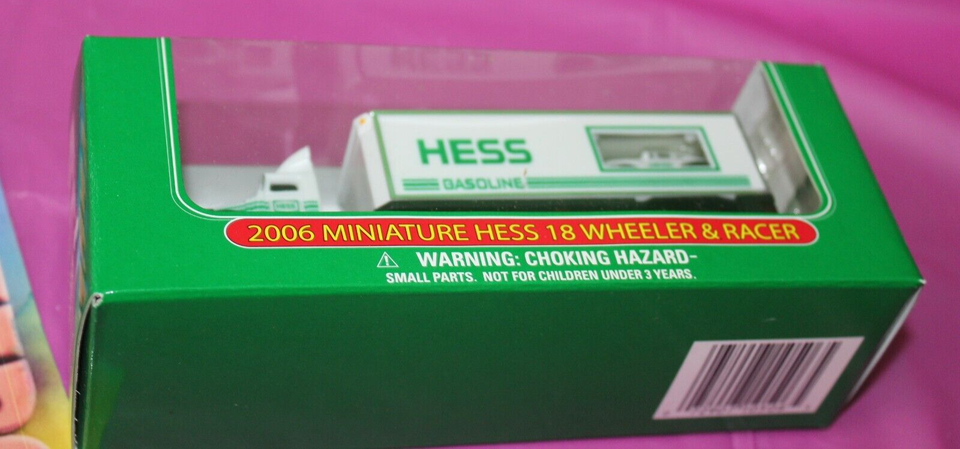 HESS
GASOLINE
HESS
2006 MINIATURE HESS 18 WHEELER & RACER
WARNING: CHOKING HAZARD-
SMALL PARTS. NOT FOR CHILDREN UNDER 3 YEARS.